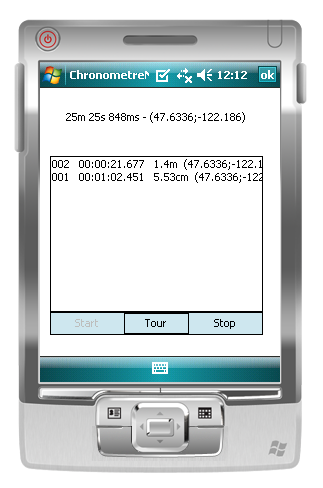 ChronometreM 12:12 ok
25m 25s 848ms - (47.6336;-122.186)
002 00:00:21.677 1.4m (47.6336;-122.1
001 00:01:02.451 5.53cm (47.6336;-122
Start Tour Stop